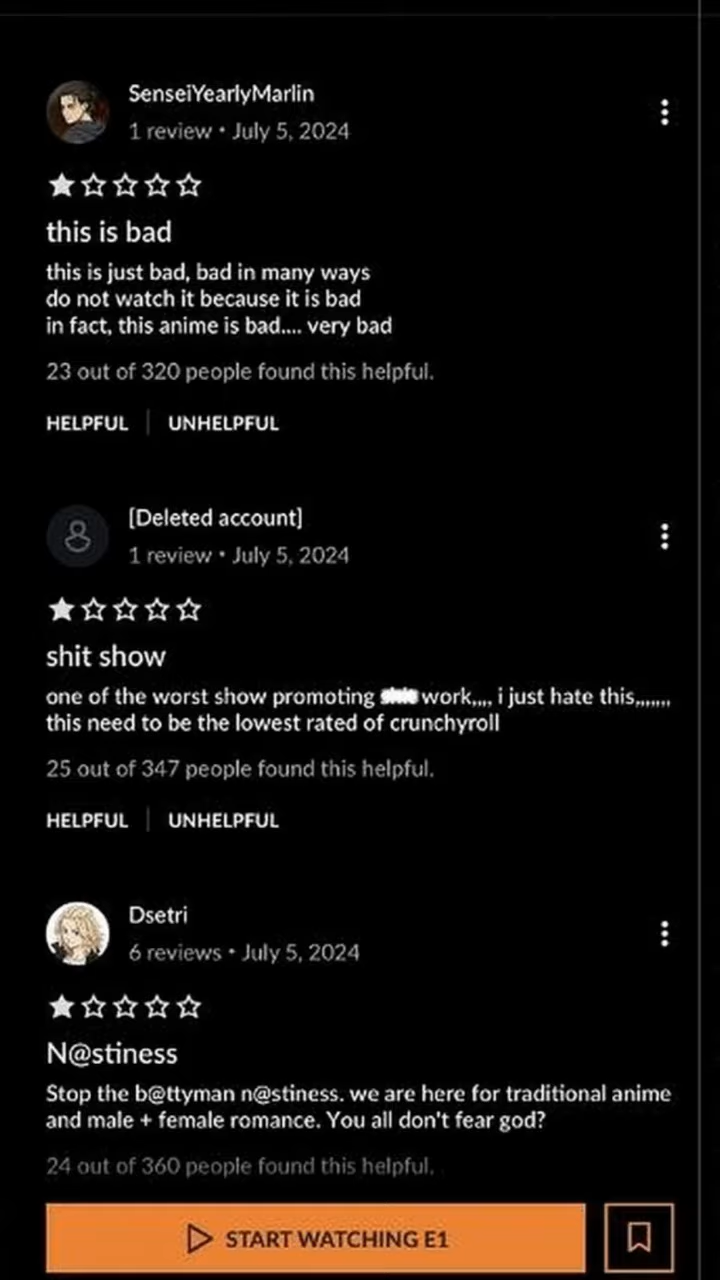 SenseiYearlyMarlin
1 review • July 5, 2024
this is bad
this is just bad, bad in many ways
do not watch it because it is bad
in fact, this anime is bad.... very bad
23 out of 320 people found this helpful.
HELPFUL | UNHELPFUL
[Deleted account]
1 review • July 5, 2024
shit show
one of the worst show promoting work,,,, i just hate this,,,,,,,
this need to be the lowest rated of crunchyroll
25 out of 347 people found this helpful.
HELPFUL | UNHELPFUL
Dsetri
6 reviews • July 5, 2024
N@stiness
Stop the b@ttyman n@stiness. we are here for traditional anime
and male + female romance. You all don't fear god?
24 out of 360 people found this helpful.
START WATCHING E1